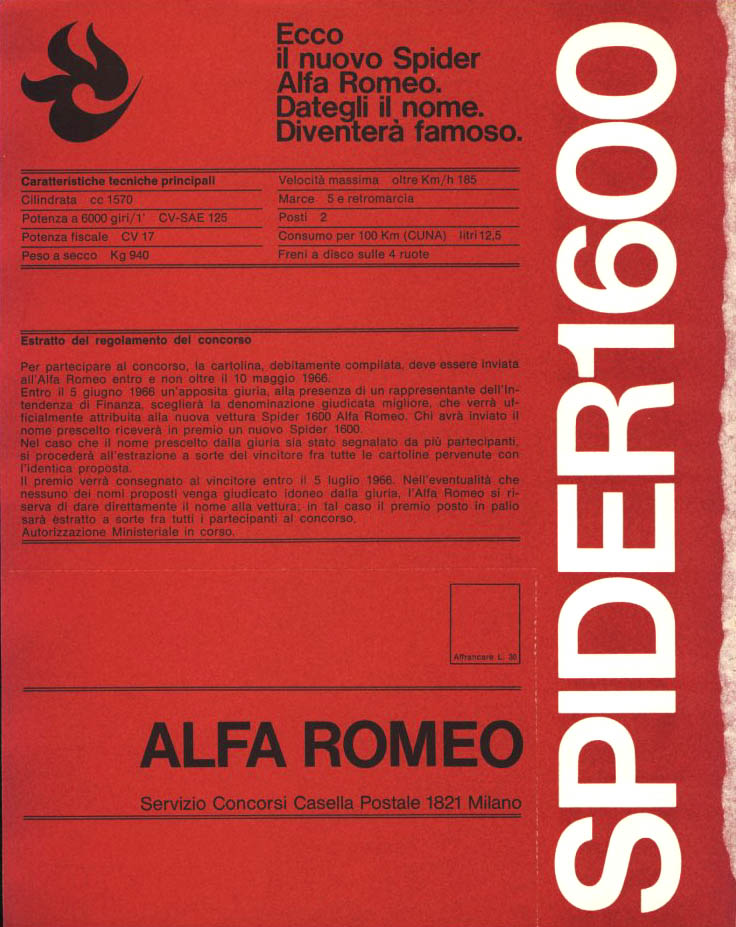 Ecco
il nuovo Spider
Alfa Romeo.
Dategli il nome.
Diventerà famoso.
Caratteristiche tecniche principali
Cilindrata cc 1570
Potenza a 6000 giri/1' CV-SAE 125
Potenza fiscale CV 17
Peso a secco Kg 940
Velocità massima oltre Km/h 185
Marce 5 e retromarcia
Posti 2
Consumo per 100 Km (CUNA) litri 12,5
Freni a disco sulle 4 ruote
Estratto del regolamento del concorso
Per partecipare al concorso, la cartolina, debitamente compilata, deve essere inviata
all'Alfa Romeo entro e non oltre il 10 maggio 1966.
Entro il 5 giugno 1966 un'apposita giuria, alla presenza di un rappresentante dell'In-
tendenza di Finanza, sceglierà la denominazione giudicata migliore, che verrà uf-
ficialmente attribuita alla nuova vettura Spider 1600 Alfa Romeo. Chi avrà inviato il
nome prescelto riceverà in premio un nuovo Spider 1600.
Nel caso che il nome prescelto dalla giuria sia stato segnalato da più partecipanti,
si procederà all'estrazione a sorte del vincitore fra tutte le cartoline pervenute con
l'identica proposta.
Il premio verrà consegnato al vincitore entro il 5 luglio 1966. Nell'eventualità che
nessuno dei nomi proposti venga giudicato idoneo dalla giuria, l'Alfa Romeo si ri-
serva di dare direttamente il nome alla vettura; in tal caso il premio posto in palio
sarà estratto a sorte fra tutti i partecipanti al concorso.
Autorizzazione Ministeriale in corso.
Affrancare L. 30
ALFA ROMEO
Servizio Concorsi Casella Postale 1821 Milano
SPIDER1600